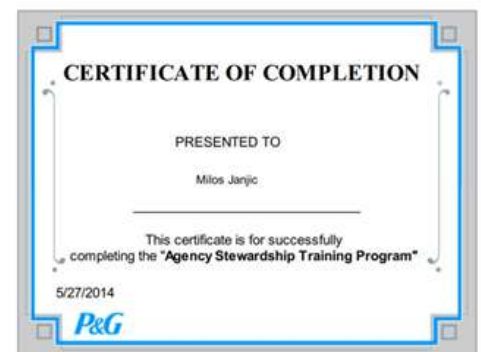 CERTIFICATE OF COMPLETION
PRESENTED TO
Milos Janjic
This certificate is for successfully
completing the "Agency Stewardship Training Program"
5/27/2014
P&G